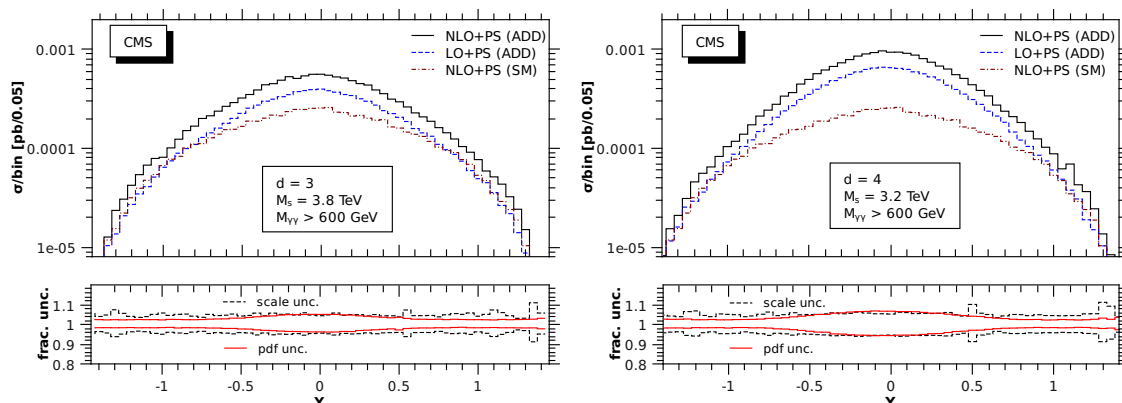 CMS
NLO+PS (ADD)
LO+PS (ADD)
NLO+PS (SM)
σ/bin [pb/0.05]
0.001
0.0001
1e-05
d = 3
Ms = 3.8 TeV
Mγγ > 600 GeV
frac. unc.
1.1
1
0.9
0.8
scale unc.
pdf unc.
-1
-0.5
0
0.5
1
CMS
NLO+PS (ADD)
LO+PS (ADD)
NLO+PS (SM)
σ/bin [pb/0.05]
0.001
0.0001
1e-05
d = 4
Ms = 3.2 TeV
Mγγ > 600 GeV
frac. unc.
1.1
1
0.9
0.8
scale unc.
pdf unc.
-1
-0.5
0
0.5
1